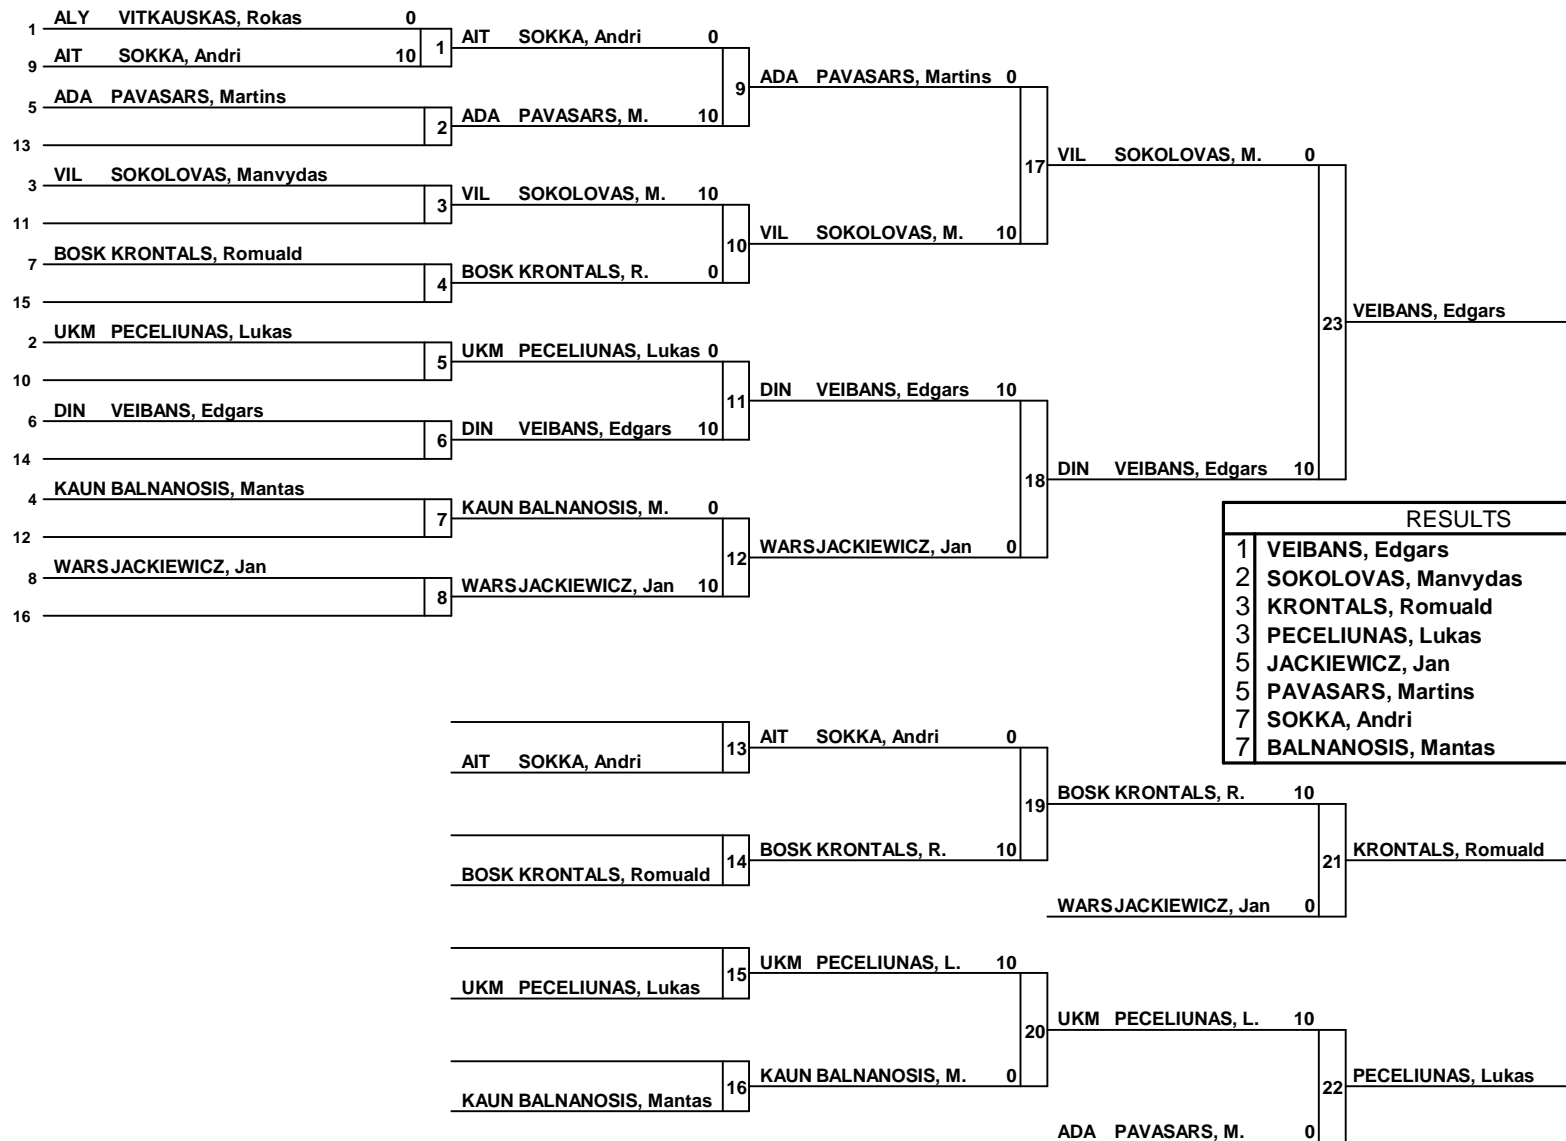 ALY VITKAUSKAS, Rokas 0
1
AIT SOKKA, Andri 10
9
1
AIT SOKKA, Andri 0
ADA PAVASARS, Martins
5
13
2
ADA PAVASARS, M. 10
9
ADA PAVASARS, Martins 0
VIL SOKOLOVAS, Manvydas
3
11
3
VIL SOKOLOVAS, M. 10
BOSK KRONTALS, Romuald
7
15
4
BOSK KRONTALS, R. 0
10
VIL SOKOLOVAS, M. 10
17
VIL SOKOLOVAS, M. 0
UKM PECELIUNAS, Lukas
2
10
5
UKM PECELIUNAS, Lukas 0
DIN VEIBANS, Edgars
6
14
6
DIN VEIBANS, Edgars 10
11
DIN VEIBANS, Edgars 10
KAUN BALNANOSIS, Mantas
4
12
7
KAUN BALNANOSIS, M. 0
WARS JACKIEWICZ, Jan
8
16
8
WARS JACKIEWICZ, Jan 10
12
WARS JACKIEWICZ, Jan 0
18
DIN VEIBANS, Edgars 10
23
VEIBANS, Edgars
RESULTS
1 VEIBANS, Edgars
2 SOKOLOVAS, Manvydas
3 KRONTALS, Romuald
3 PECELIUNAS, Lukas
5 JACKIEWICZ, Jan
5 PAVASARS, Martins
7 SOKKA, Andri
7 BALNANOSIS, Mantas
AIT SOKKA, Andri
13
AIT SOKKA, Andri 0
BOSK KRONTALS, Romuald
14
BOSK KRONTALS, R. 10
19
BOSK KRONTALS, R. 10
WARS JACKIEWICZ, Jan 0
21
KRONTALS, Romuald
UKM PECELIUNAS, Lukas
15
UKM PECELIUNAS, L. 10
KAUN BALNANOSIS, Mantas
16
KAUN BALNANOSIS, M. 0
20
UKM PECELIUNAS, L. 10
ADA PAVASARS, M. 0
22
PECELIUNAS, Lukas